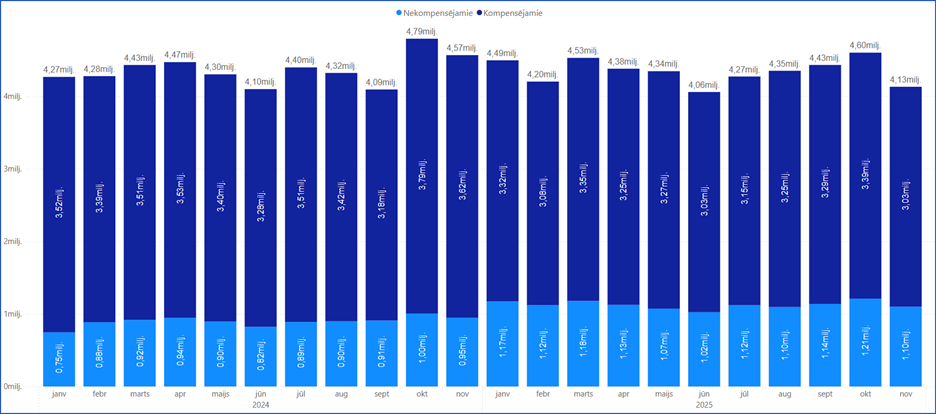 Nekompensējamie Kompensējamie
4,27milj. 4,28milj. 4,43milj. 4,47milj. 4,30milj. 4,10milj. 4,40milj. 4,32milj. 4,09milj. 4,79milj. 4,57milj. 4,49milj. 4,20milj. 4,53milj. 4,38milj. 4,34milj. 4,06milj. 4,27milj. 4,35milj. 4,43milj. 4,60milj. 4,13milj.
4milj.
3milj.
3,52milj. 3,39milj. 3,51milj. 3,53milj. 3,40milj. 3,28milj. 3,51milj. 3,42milj. 3,18milj. 3,79milj. 3,62milj. 3,32milj. 3,08milj. 3,35milj. 3,25milj. 3,27milj. 3,03milj. 3,15milj. 3,25milj. 3,29milj. 3,39milj. 3,03milj.
2milj.
1milj.
0,75milj. 0,88milj. 0,92milj. 0,94milj. 0,90milj. 0,82milj. 0,89milj. 0,90milj. 0,91milj. 1,00milj. 0,95milj. 1,17milj. 1,12milj. 1,18milj. 1,13milj. 1,07milj. 1,02milj. 1,12milj. 1,10milj. 1,14milj. 1,21milj. 1,10milj.
0milj.
janv febr marts apr maijs jūn jūl aug sept okt nov janv febr marts apr maijs jūn jūl aug sept okt nov
2024 2025